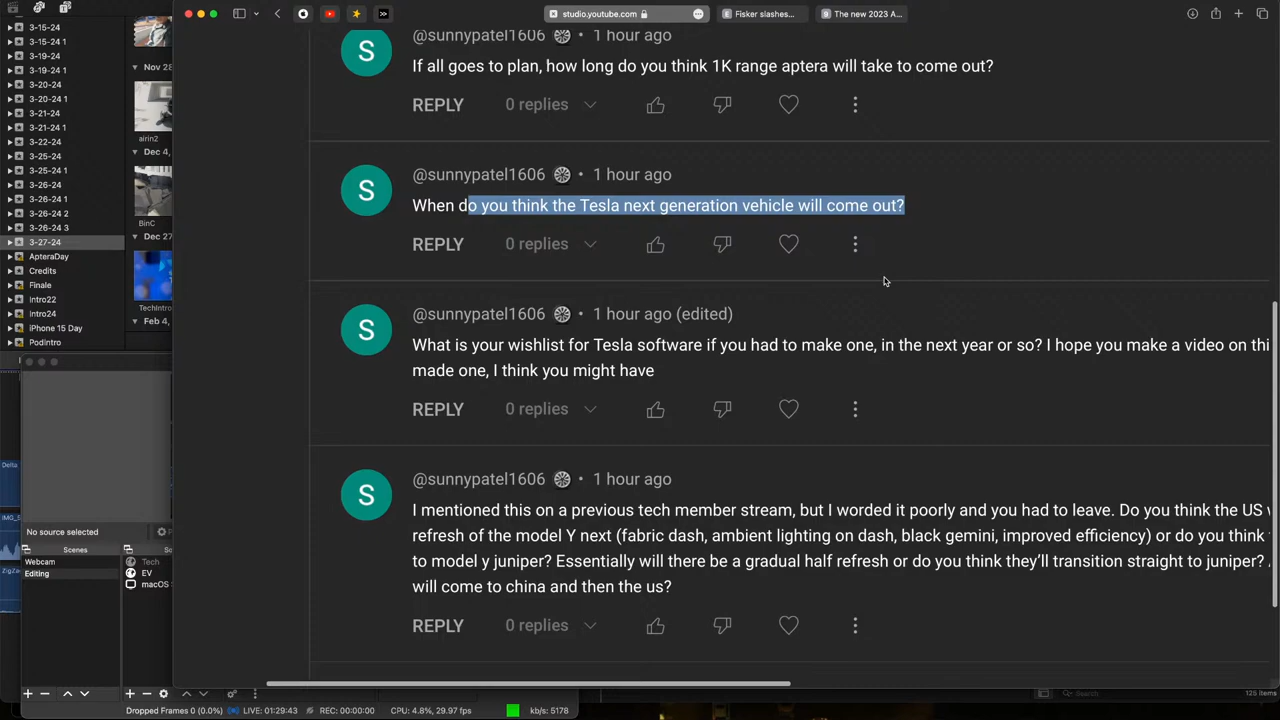 studio.youtube.com
Fisker slashes...
The new 2023 A...
3-15-24
3-15-24 1
3-19-24
3-19-24 1
3-20-24
3-20-24 1
3-21-24
3-21-24 1
3-22-24
3-25-24
3-25-24 1
3-26-24
3-26-24 1
3-26-24 2
3-26-24 3
3-27-24
ApteraDay
Credits
Finale
Intro22
Intro24
iPhone 15 Day
PodIntro
Nov 28
airin2
Dec 4,
BinC
Dec 27
TechIntro
Feb 4,
@sunnypatel1606 • 1 hour ago
S
If all goes to plan, how long do you think 1K range aptera will take to come out?
REPLY 0 replies
@sunnypatel1606 • 1 hour ago
S
When do you think the Tesla next generation vehicle will come out?
REPLY 0 replies
@sunnypatel1606 • 1 hour ago (edited)
S
What is your wishlist for Tesla software if you had to make one, in the next year or so? I hope you make a video on thi
made one, I think you might have
REPLY 0 replies
@sunnypatel1606 • 1 hour ago
S
I mentioned this on a previous tech member stream, but I worded it poorly and you had to leave. Do you think the US
refresh of the model Y next (fabric dash, ambient lighting on dash, black gemini, improved efficiency) or do you think
to model y juniper? Essentially will there be a gradual half refresh or do you think they'll transition straight to juniper?
will come to china and then the us?
REPLY 0 replies
Delta
IMG_S
ZigZa
No source selected
Scenes
Webcam
Editing
Tech
EV
macOS
Dropped Frames 0 (0.0%) LIVE: 01:29:43 REC: 00:00:00 CPU: 4.8%, 29.97 fps kb/s: 5178
Search
125 items